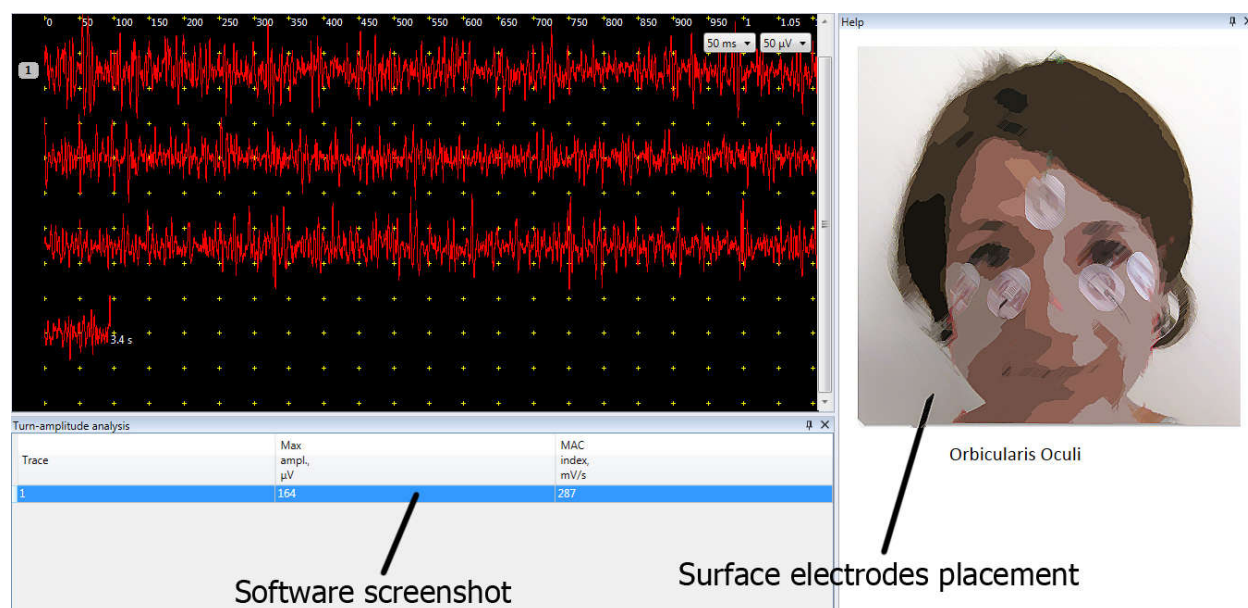 0 50 100 150 200 250 300 350 400 450 500 550 600 650 700 750 800 850 900 950 1 1.05
50 ms 50 µV
1
3.4 s
Help
Orbicularis Oculi
Turn-amplitude analysis
Trace Max ampl., µV MAC index, mV/s
1 164 287
Software screenshot
Surface electrodes placement